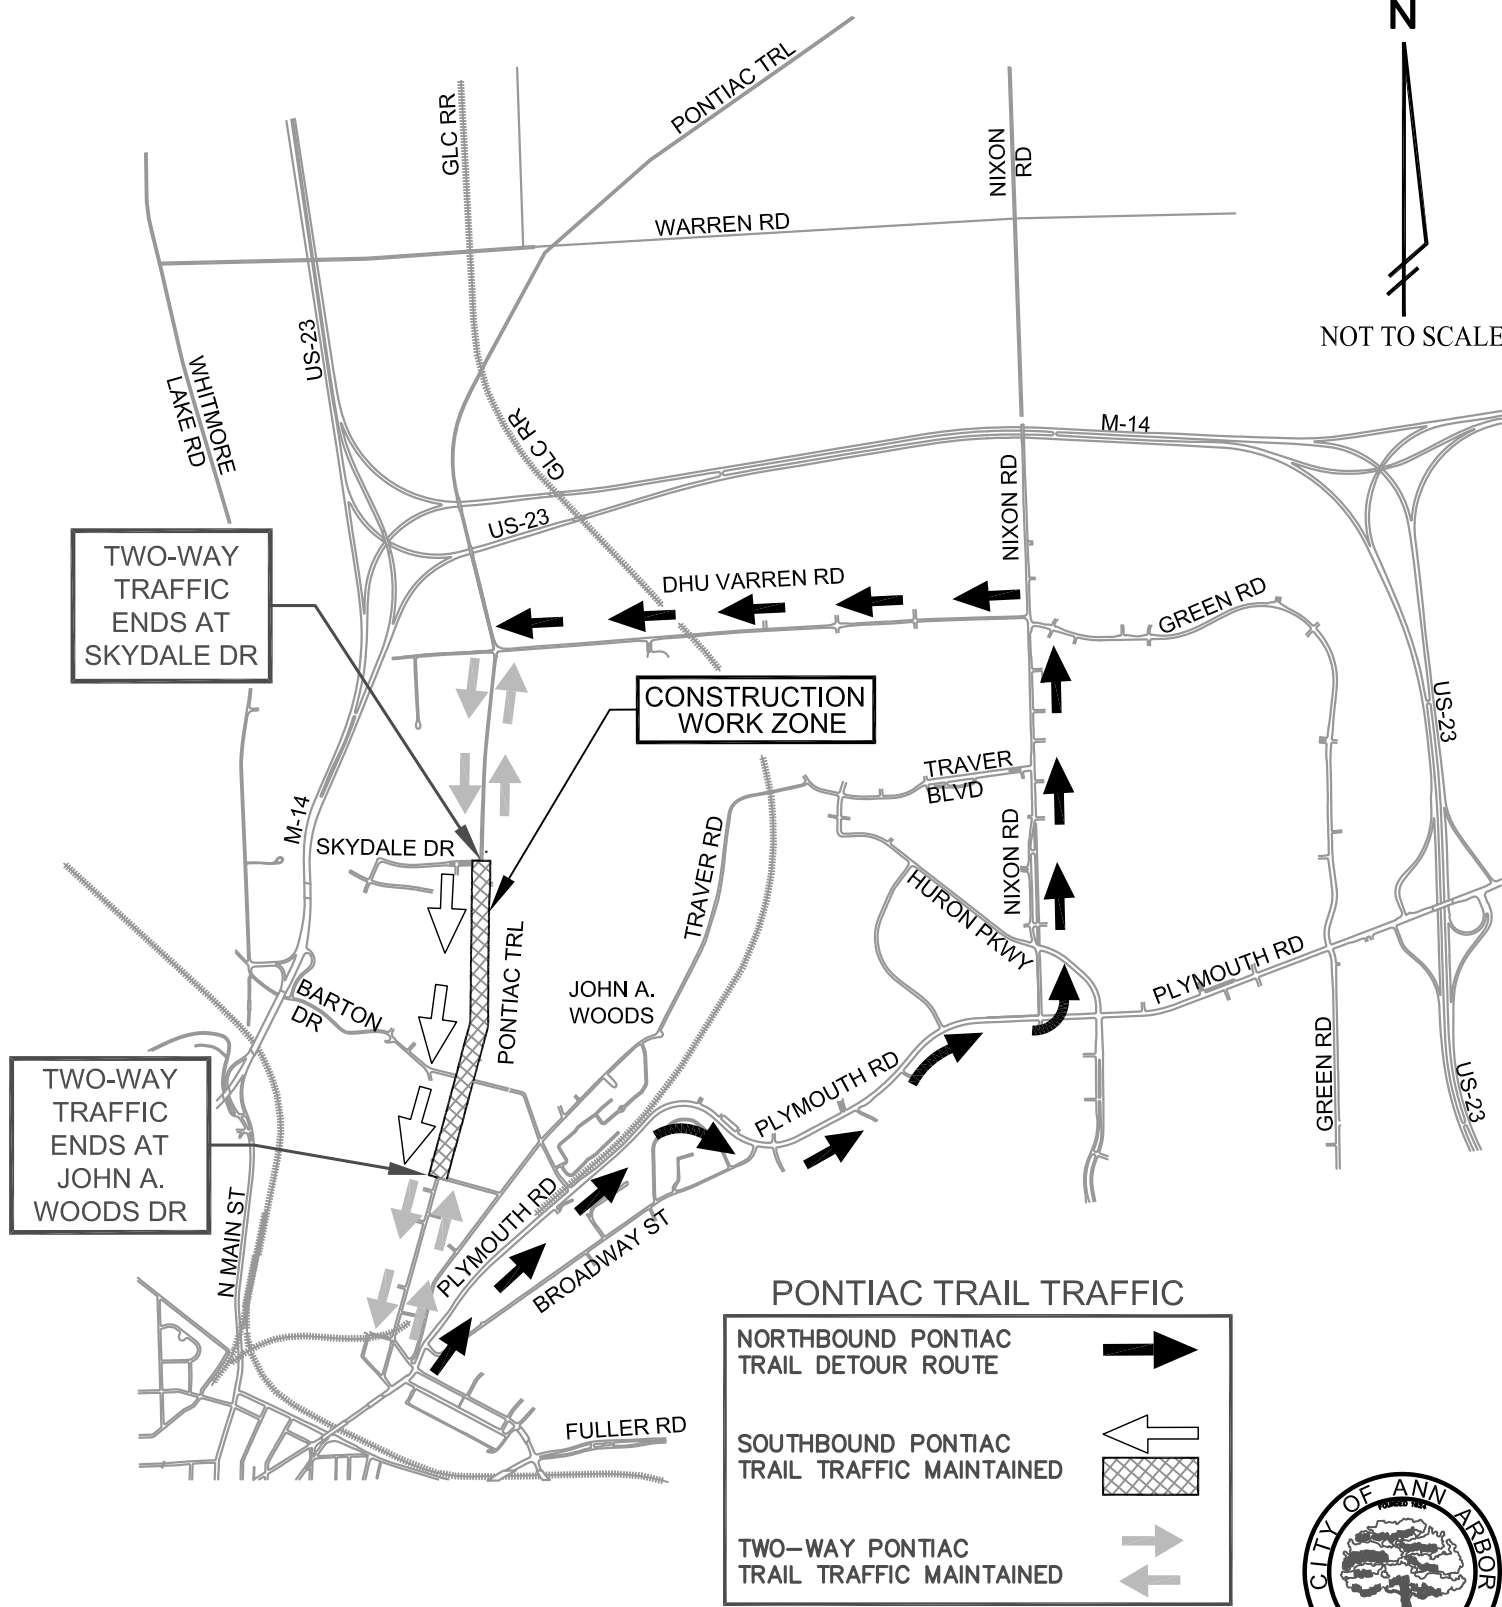 N
NOT TO SCALE
PONTIAC TRL
GLC RR
NIXON
RD
WARREN RD
US-23
WHITMORE
LAKE RD
GLC RR
M-14
US-23
NIXON RD
TWO-WAY
TRAFFIC
ENDS AT
SKYDALE DR
DHU VARREN RD
GREEN RD
CONSTRUCTION
WORK ZONE
US-23
TRAVER
BLVD
M-14
SKYDALE DR
TRAVER RD
NIXON RD
HURON PKWY
PONTIAC TRL
PLYMOUTH RD
BARTON
DR
JOHN A.
WOODS
TWO-WAY
TRAFFIC
ENDS AT
JOHN A.
WOODS DR
PLYMOUTH RD
GREEN RD
US-23
N MAIN ST
PLYMOUTH RD
BROADWAY ST
FULLER RD
PONTIAC TRAIL TRAFFIC
NORTHBOUND PONTIAC
TRAIL DETOUR ROUTE
SOUTHBOUND PONTIAC
TRAIL TRAFFIC MAINTAINED
TWO-WAY PONTIAC
TRAIL TRAFFIC MAINTAINED
CITY OF ANN ARBOR
FOUNDED 1824